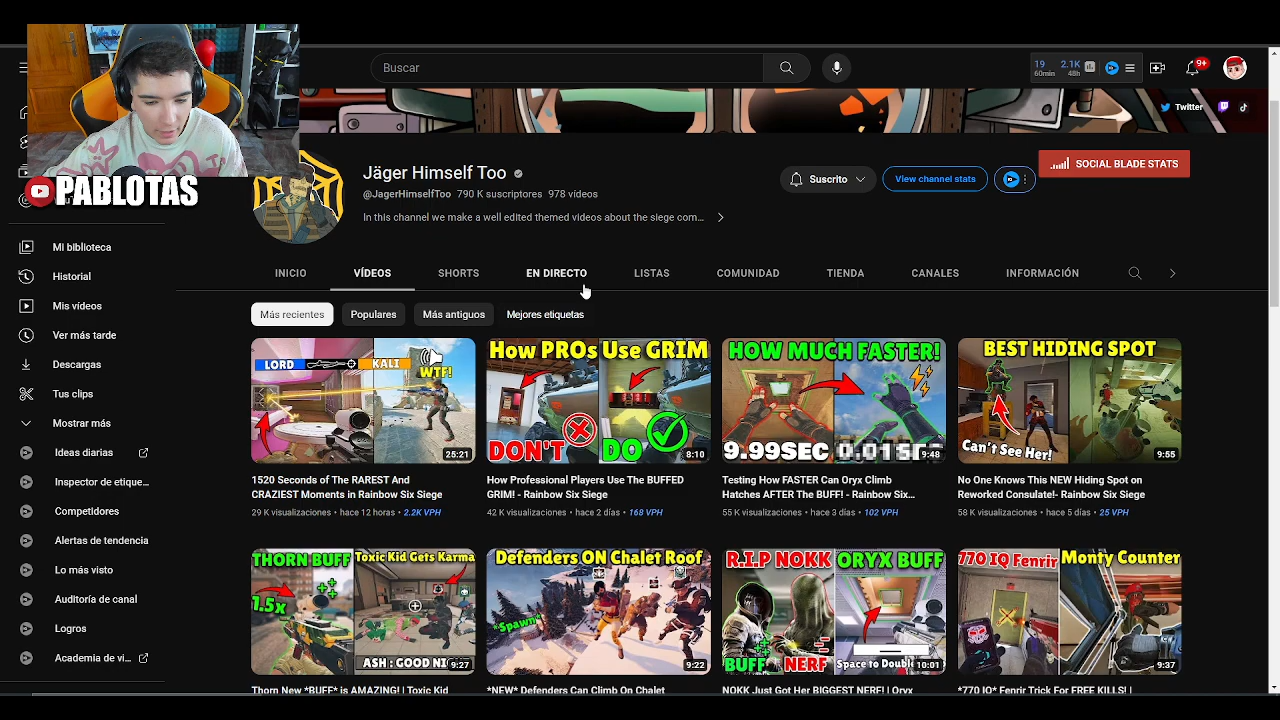 Buscar
19
60min
2.1K
48h
9+
Twitter
PABLOTAS
Jäger Himself Too
@JagerHimselfToo 790 K suscriptores 978 vídeos
In this channel we make a well edited themed videos about the siege com...
Suscrito
View channel stats
SOCIAL BLADE STATS
INICIO
VÍDEOS
SHORTS
EN DIRECTO
LISTAS
COMUNIDAD
TIENDA
CANALES
INFORMACIÓN
Más recientes
Populares
Más antiguos
Mejores etiquetas
Mi biblioteca
Historial
Mis vídeos
Ver más tarde
Descargas
Tus clips
Mostrar más
Ideas diarias
Inspector de etique...
Competidores
Alertas de tendencia
Lo más visto
Auditoría de canal
Logros
Academia de vi...
LORD
KALI
WTF!
25:21
1520 Seconds of The RAREST And
CRAZIEST Moments in Rainbow Six Siege
29 K visualizaciones • hace 12 horas • 2.2K VPH
How PROs Use GRIM
DON'T
DO
8:10
How Professional Players Use The BUFFED
GRIM! - Rainbow Six Siege
42 K visualizaciones • hace 2 días • 168 VPH
HOW MUCH FASTER!
9.99SEC
0.01SEC
9:48
Testing How FASTER Can Oryx Climb
Hatches AFTER The BUFF! - Rainbow Six...
55 K visualizaciones • hace 3 días • 102 VPH
BEST HIDING SPOT
Can't See Her!
9:55
No One Knows This NEW Hiding Spot on
Reworked Consulate!- Rainbow Six Siege
58 K visualizaciones • hace 5 días • 25 VPH
THORN BUFF
1.5x
Toxic Kid Gets Karma
ASH : GOOD NI
9:27
Thorn New *BUFF* is AMAZING! | Toxic Kid
Defenders ON Chalet Roof
*Spawn*
9:22
*NEW* Defenders Can Climb On Chalet
R.I.P NOKK
ORYX BUFF
BUFF
NERF
Space to Doubl
10:01
NOKK Just Got Her BIGGEST NERF! | Oryx
770 IQ Fenrir
Monty Counter
9:37
*770 IQ* Fenrir Trick For FREE KILLS! |